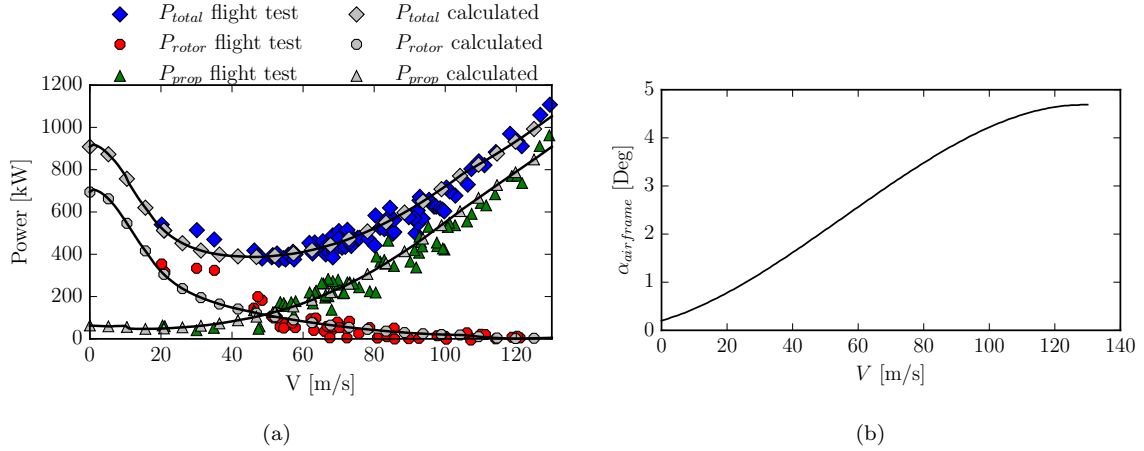 P_total flight test P_total calculated
P_rotor flight test P_rotor calculated
P_prop flight test P_prop calculated
Power [kW]
1200
1000
800
600
400
200
0
0 20 40 60 80 100 120
V [m/s]
(a)
α_airframe [Deg]
5
4
3
2
1
0
0 20 40 60 80 100 120 140
V [m/s]
(b)